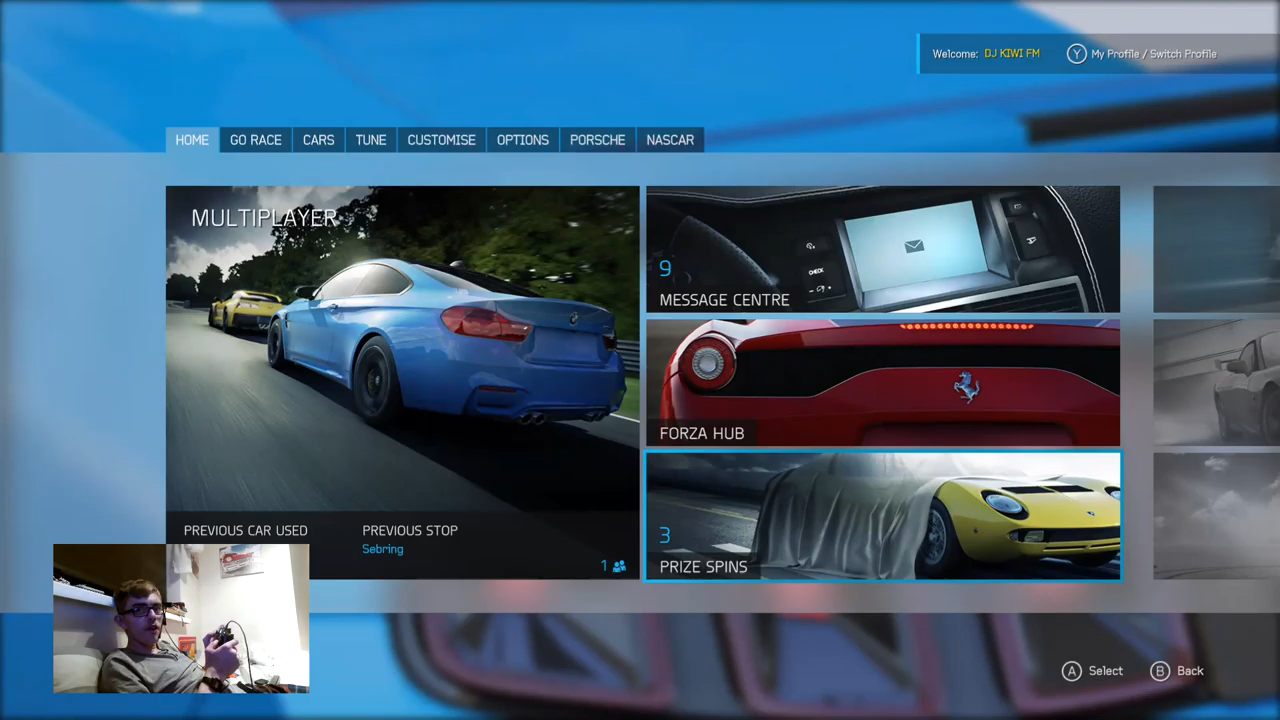 Welcome: DJ KIWI FM Y My Profile / Switch Profile
HOME GO RACE CARS TUNE CUSTOMISE OPTIONS PORSCHE NASCAR
MULTIPLAYER
PREVIOUS CAR USED
PREVIOUS STOP
Sebring
1
CHECK
9
MESSAGE CENTRE
FORZA HUB
3
PRIZE SPINS
A Select B Back